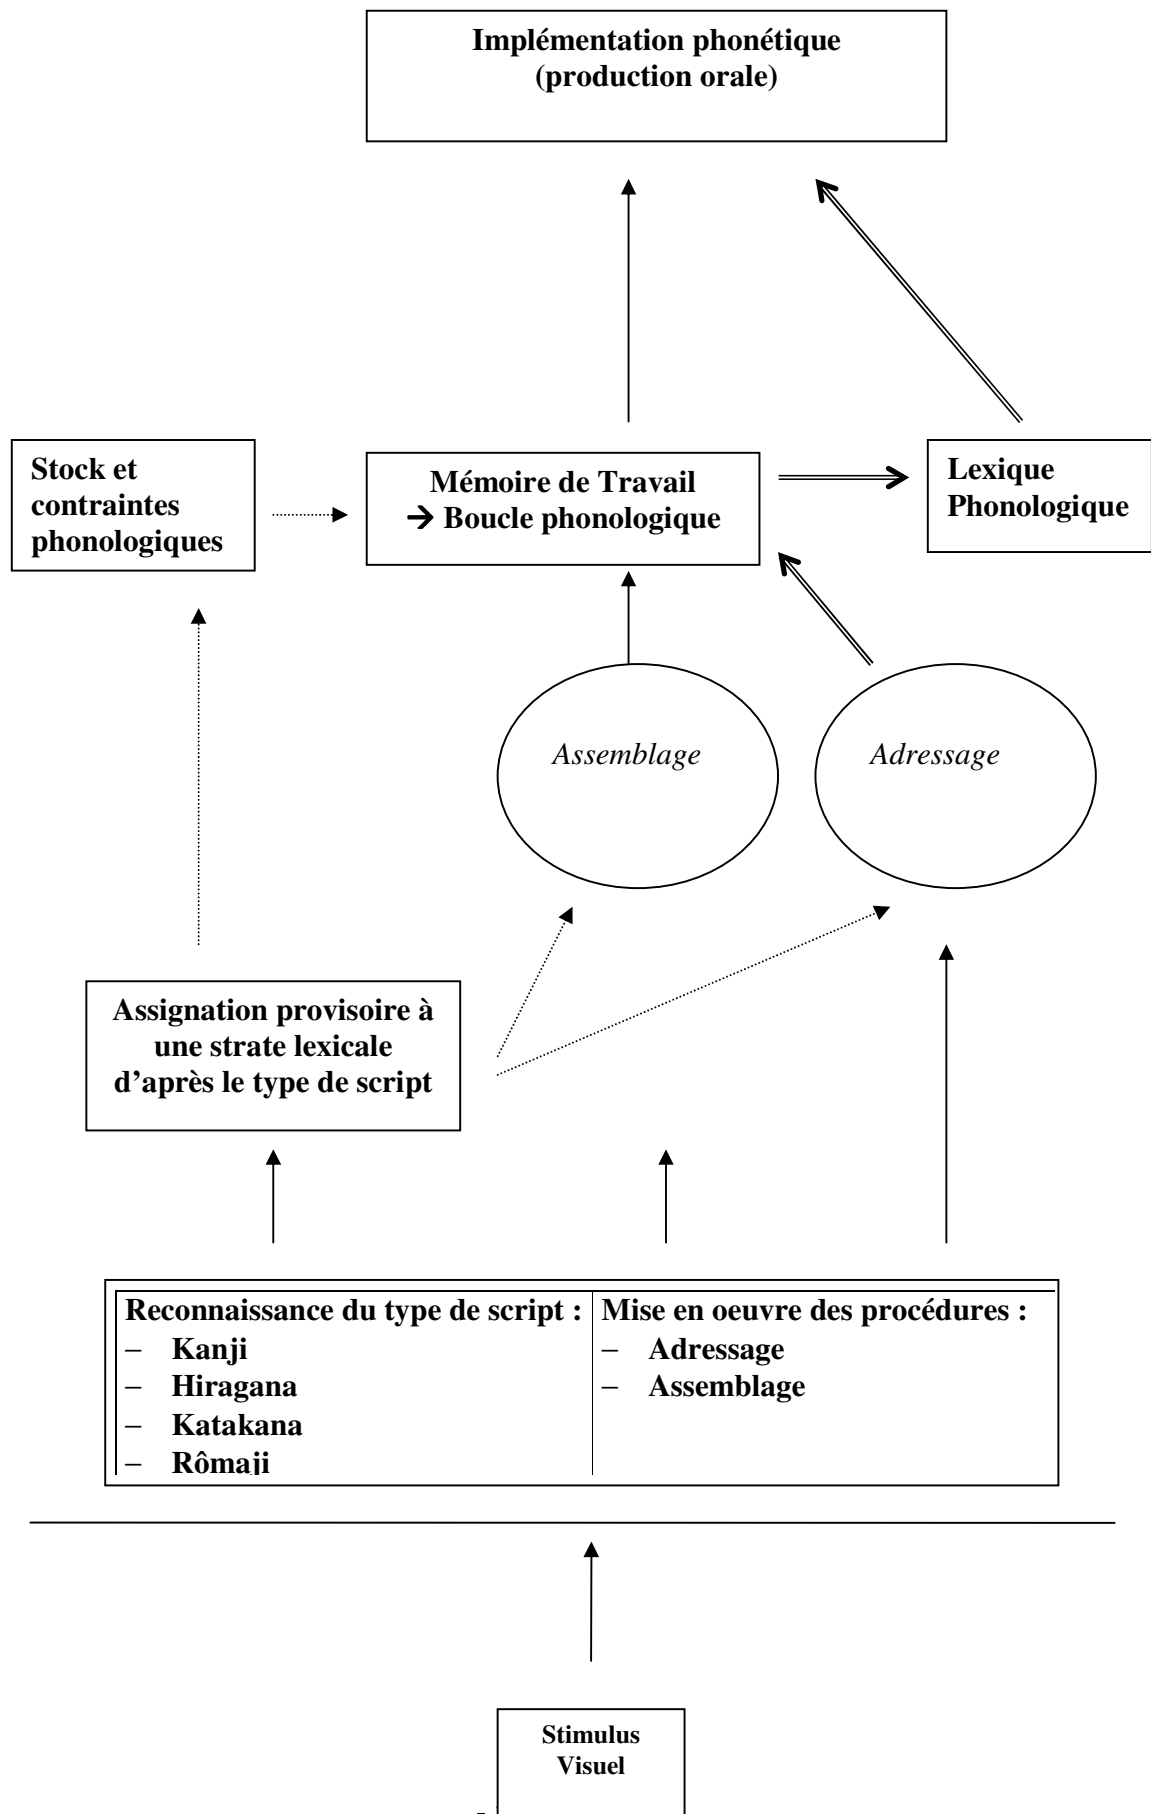 Implémentation phonétique
(production orale)
Stock et
contraintes
phonologiques
Mémoire de Travail
→ Boucle phonologique
Lexique
Phonologique
Assemblage
Adressage
Assignation provisoire à
une strate lexicale
d’après le type de script
Reconnaissance du type de script :
– Kanji
– Hiragana
– Katakana
– Rômaji
Mise en oeuvre des procédures :
– Adressage
– Assemblage
Stimulus
Visuel